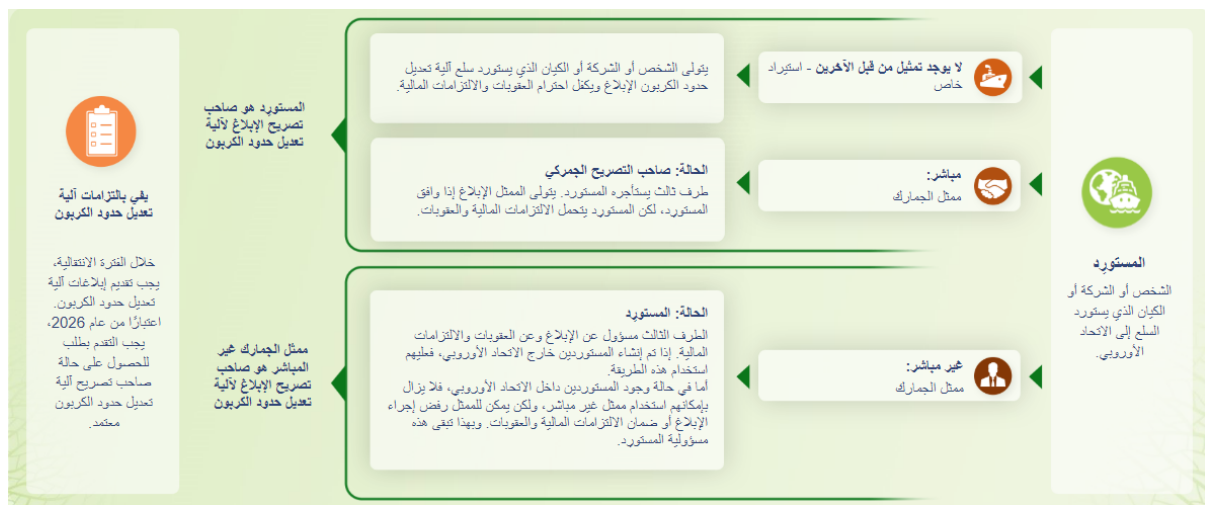 المستورِد
الشخص أو الشركة أو
الكيان الذي يستورد
السلع إلى الاتحاد
الأوروبي.
لا يوجد تمثيل من قبل الآخرين - استيراد
خاص
يتولى الشخص أو الشركة أو الكيان الذي يستورد سلع آلية تعديل
حدود الكربون الإبلاغ ويكفل احترام العقوبات والالتزامات المالية.
مباشر:
ممثل الجمارك
الحالة: صاحب التصريح الجمركي
طرف ثالث يستأجره المستورد. يتولى الممثل الإبلاغ إذا وافق
المستورد، لكن المستورد يتحمل الالتزامات المالية والعقوبات.
المستورِد هو صاحب
تصريح الإبلاغ لآلية
تعديل حدود الكربون
غير مباشر:
ممثل الجمارك
الحالة: المستورِد
الطرف الثالث مسؤول عن الإبلاغ وعن العقوبات والالتزامات
المالية. إذا تم إنشاء المستوردين خارج الاتحاد الأوروبي، فعليهم
استخدام هذه الطريقة.
أما في حالة وجود المستوردين داخل الاتحاد الأوروبي، فلا يزال
بإمكانهم استخدام ممثل غير مباشر، ولكن يمكن للممثل رفض إجراء
الإبلاغ أو ضمان الالتزامات المالية والعقوبات. وبهذا تبقى هذه
مسؤولية المستورِد.
ممثل الجمارك غير
المباشر هو صاحب
تصريح الإبلاغ لآلية
تعديل حدود الكربون
يفي بالتزامات آلية
تعديل حدود الكربون
خلال الفترة الانتقالية،
يجب تقديم إبلاغات آلية
تعديل حدود الكربون.
اعتبارًا من عام 2026،
يجب التقدم بطلب
للحصول على حالة
صاحب تصريح آلية
تعديل حدود الكربون
معتمد.